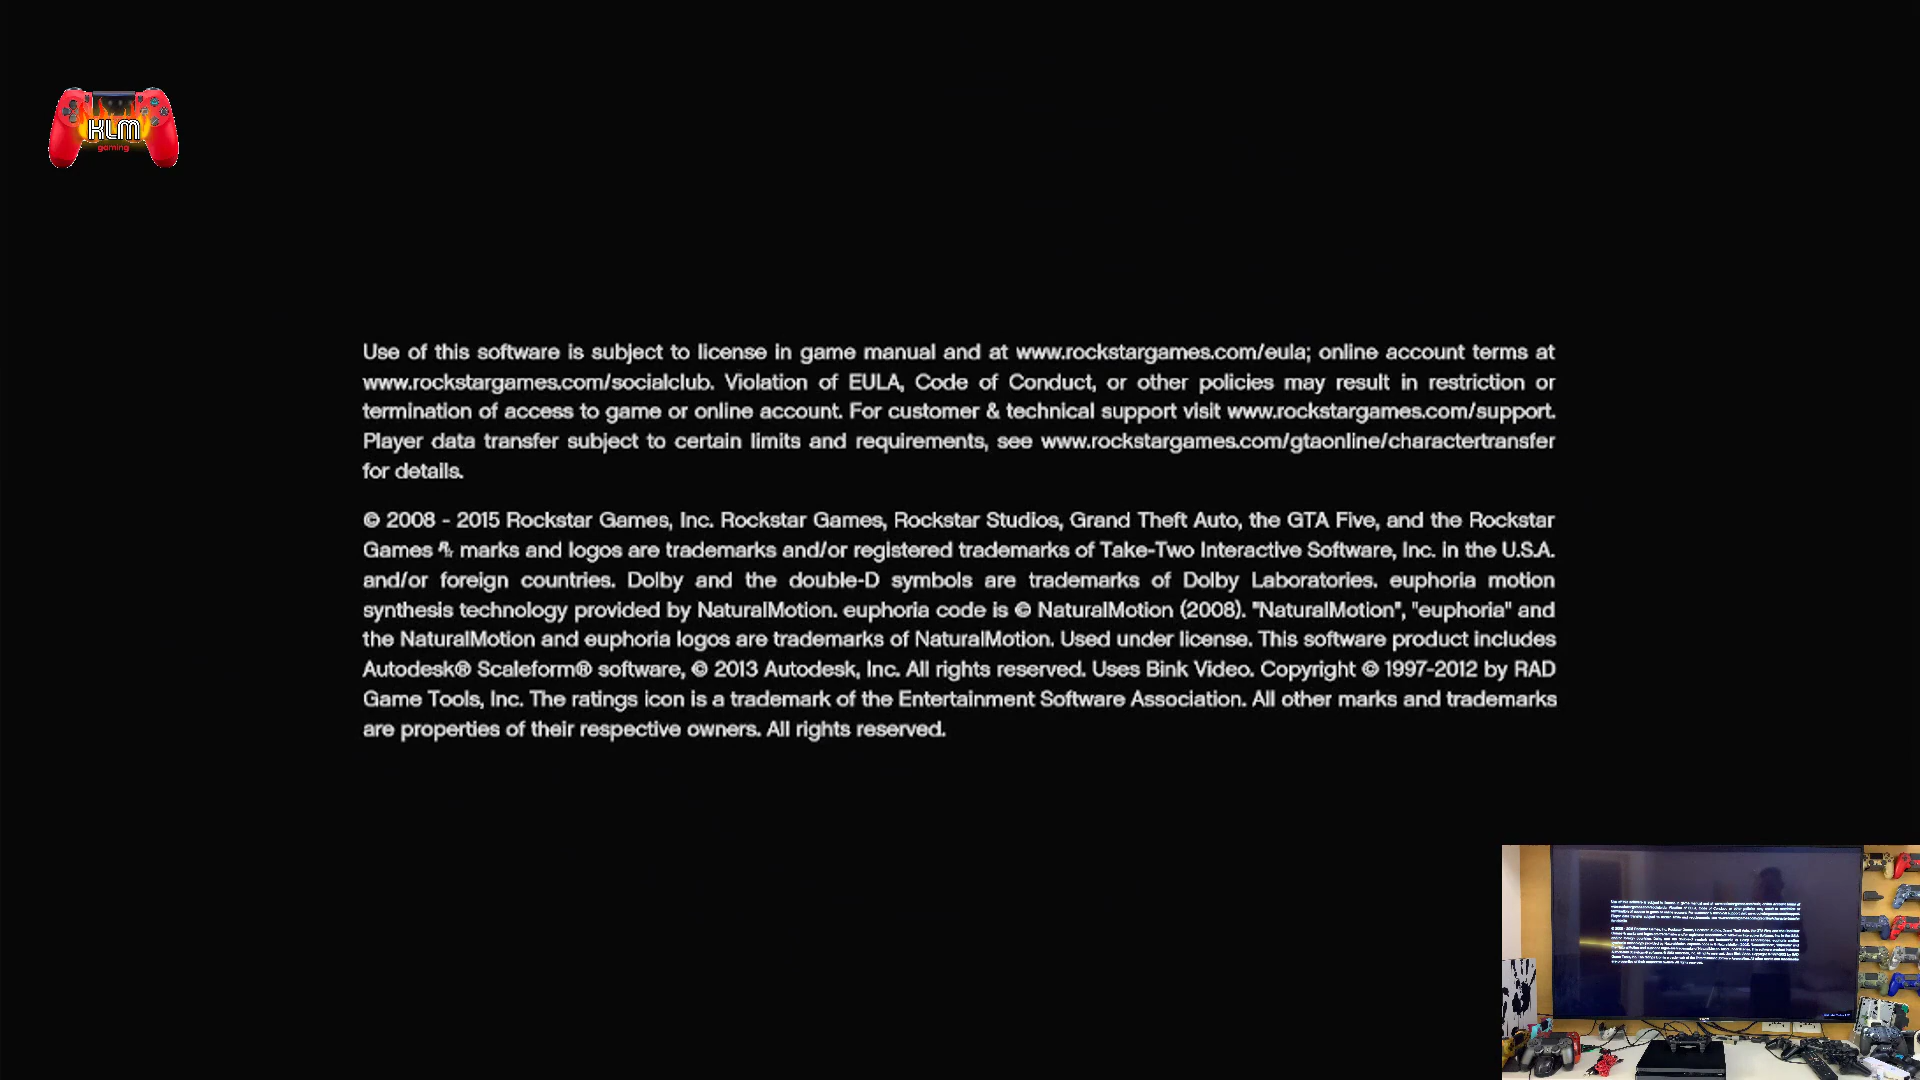 KLM
gaming
Use of this software is subject to license in game manual and at www.rockstargames.com/eula; online account terms at
www.rockstargames.com/socialclub. Violation of EULA, Code of Conduct, or other policies may result in restriction or
termination of access to game or online account. For customer & technical support visit www.rockstargames.com/support.
Player data transfer subject to certain limits and requirements, see www.rockstargames.com/gtaonline/charactertransfer
for details.
© 2008 - 2015 Rockstar Games, Inc. Rockstar Games, Rockstar Studios, Grand Theft Auto, the GTA Five, and the Rockstar
Games R* marks and logos are trademarks and/or registered trademarks of Take-Two Interactive Software, Inc. in the U.S.A.
and/or foreign countries. Dolby and the double-D symbols are trademarks of Dolby Laboratories. euphoria motion
synthesis technology provided by NaturalMotion. euphoria code is © NaturalMotion (2008). "NaturalMotion", "euphoria" and
the NaturalMotion and euphoria logos are trademarks of NaturalMotion. Used under license. This software product includes
Autodesk® Scaleform® software, © 2013 Autodesk, Inc. All rights reserved. Uses Bink Video. Copyright © 1997-2012 by RAD
Game Tools, Inc. The ratings icon is a trademark of the Entertainment Software Association. All other marks and trademarks
are properties of their respective owners. All rights reserved.